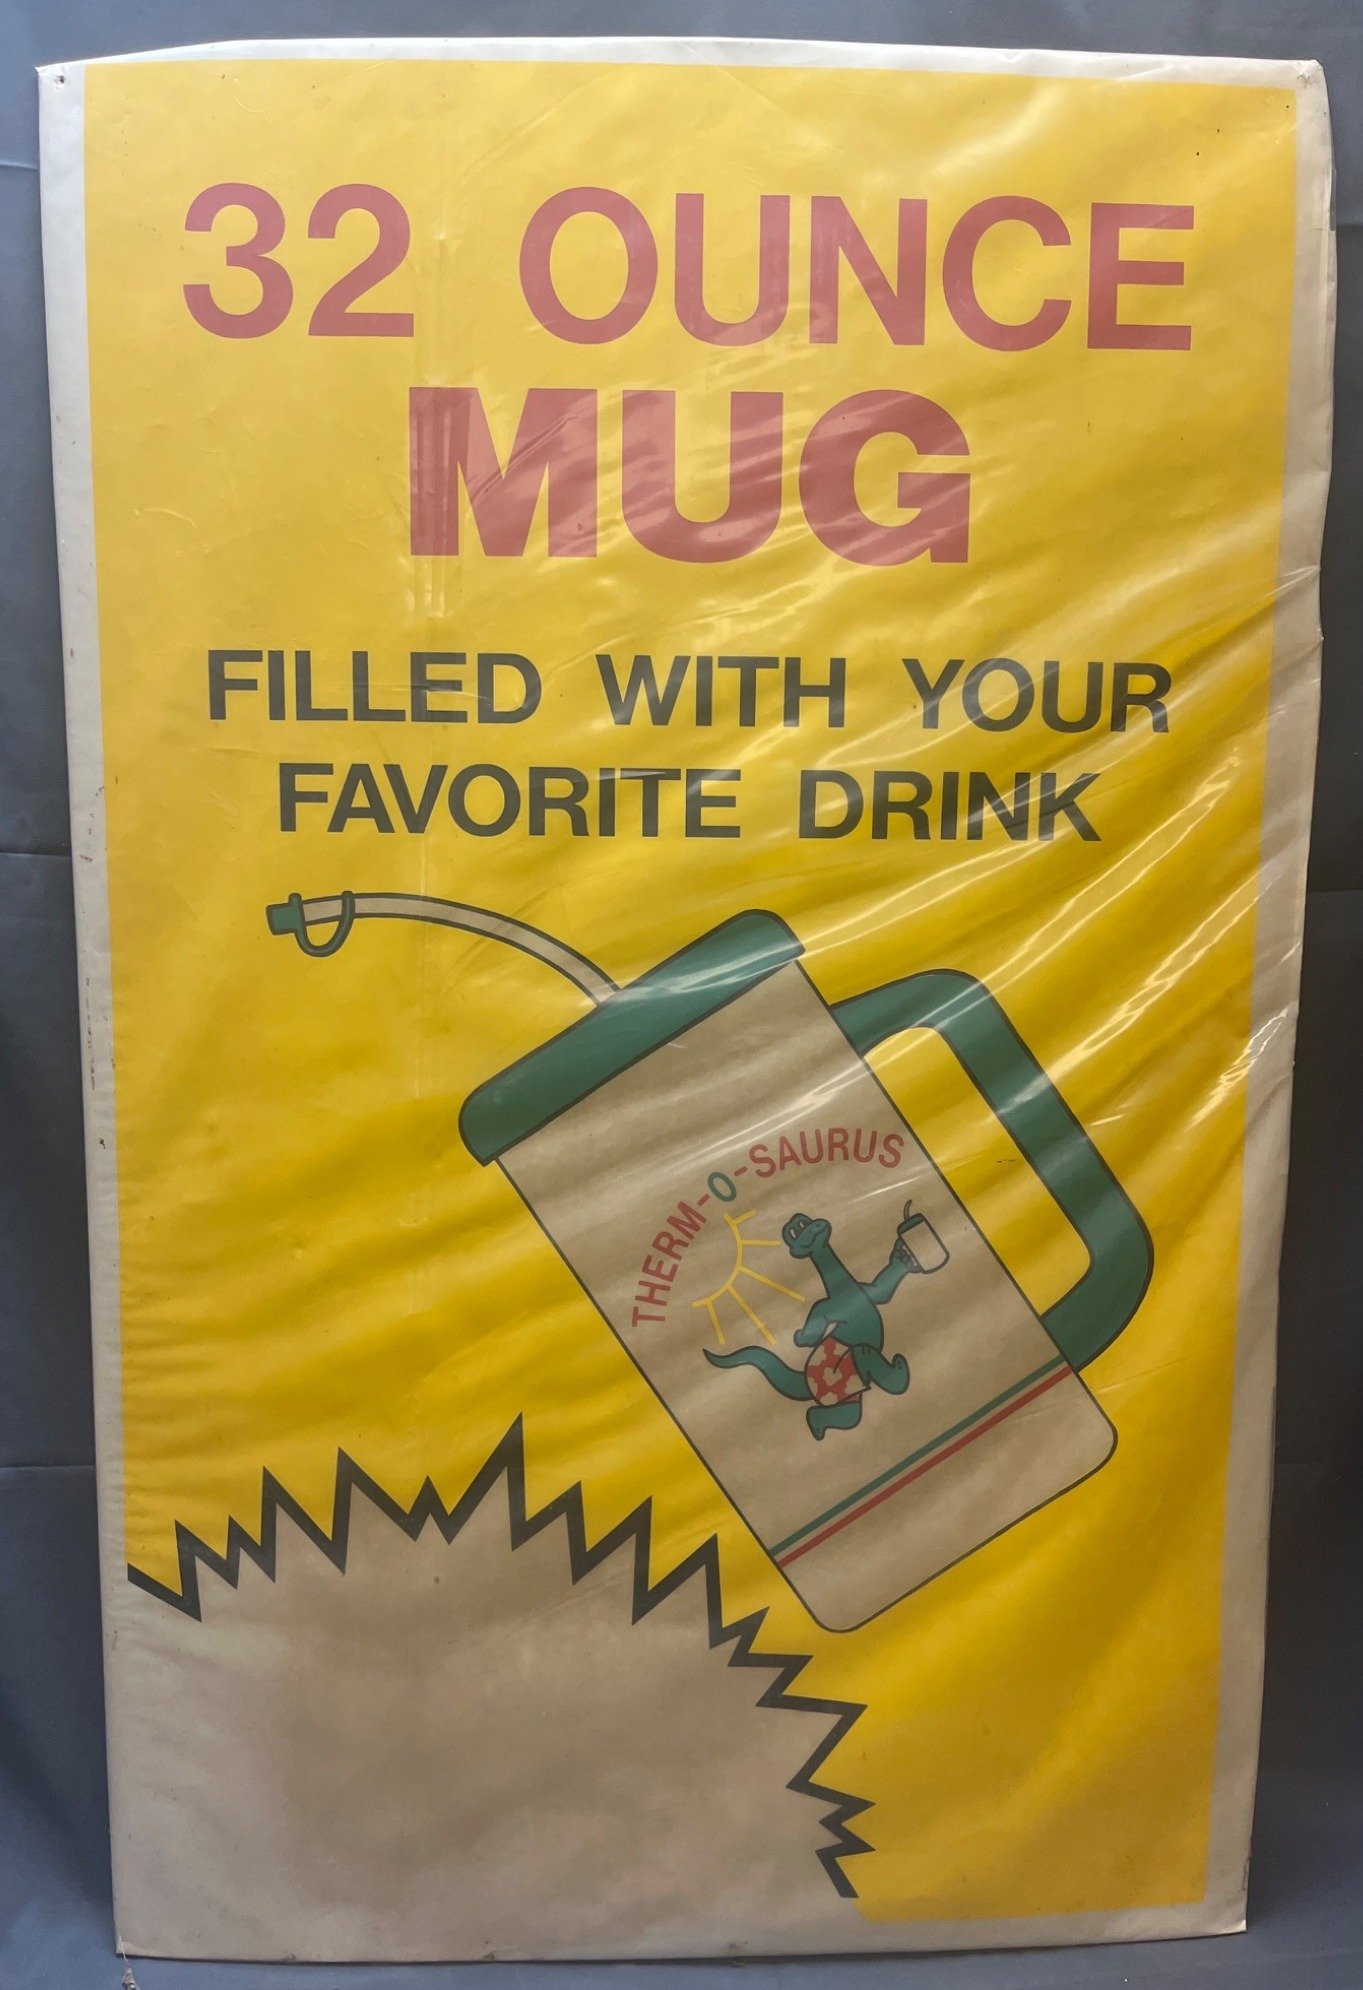 32 OUNCE
MUG
FILLED WITH YOUR
FAVORITE DRINK
THERM-O-SAURUS